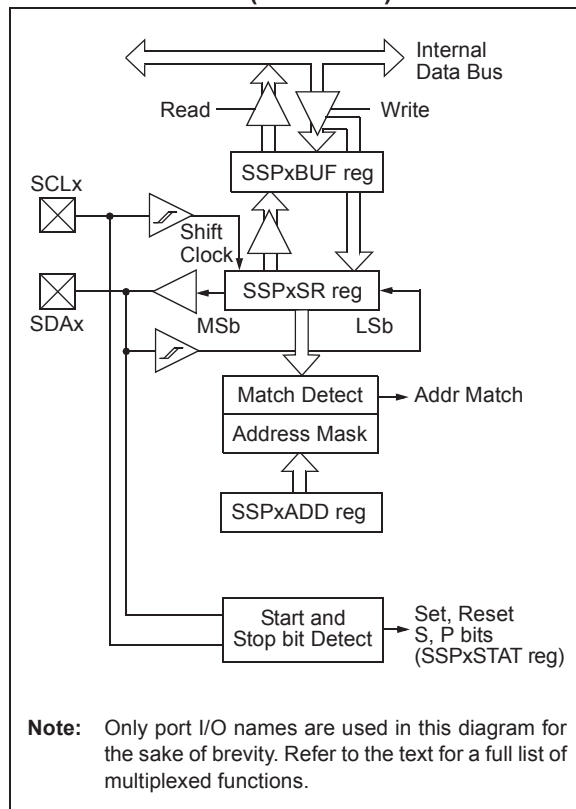 Internal
Data Bus
Read
Write
SSPxBUF reg
SCLx
Shift
Clock
SSPxSR reg
SDAx
MSb
LSb
Match Detect
Addr Match
Address Mask
SSPxADD reg
Start and
Stop bit Detect
Set, Reset
S, P bits
(SSPxSTAT reg)
Note: Only port I/O names are used in this diagram for
the sake of brevity. Refer to the text for a full list of
multiplexed functions.